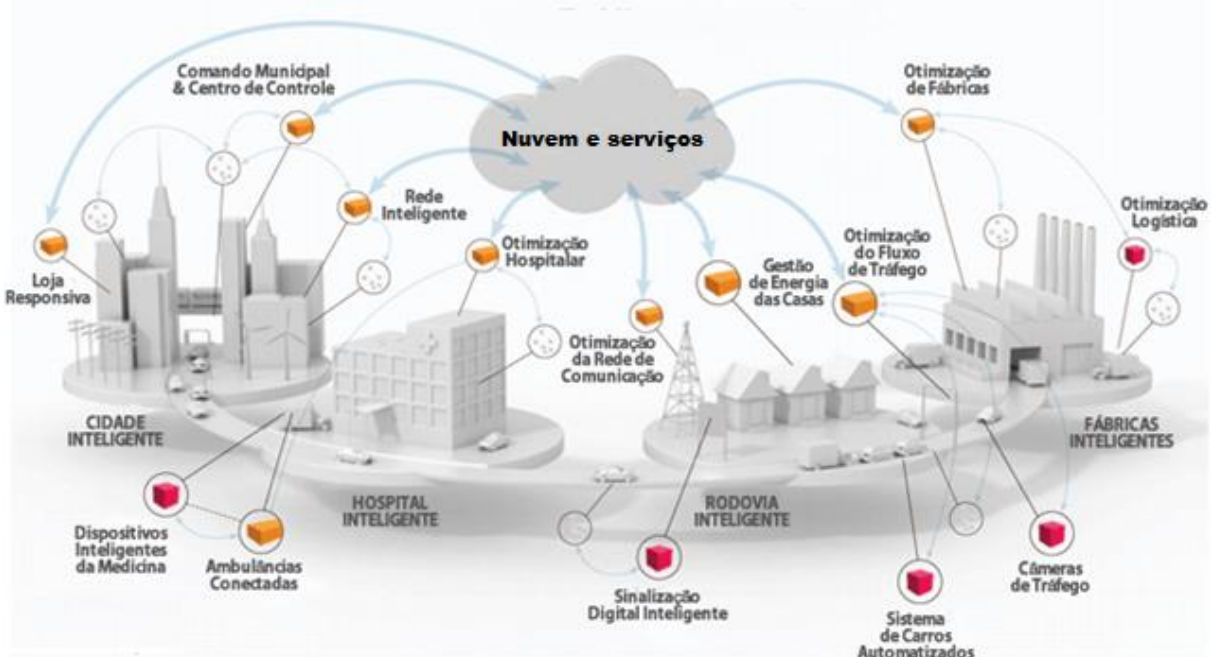 Comando Municipal
& Centro de Controle
Nuvem e serviços
Otimização
de Fábricas
Rede
Inteligente
Otimização
Hospitalar
Otimização
Logística
Loja
Responsiva
Gestão
de Energia
das Casas
Otimização
do Fluxo
de Tráfego
Otimização
da Rede de
Comunicação
CIDADE
INTELIGENTE
FÁBRICAS
INTELIGENTES
HOSPITAL
INTELIGENTE
RODOVIA
INTELIGENTE
Dispositivos
Inteligentes
da Medicina
Ambulâncias
Conectadas
Sinalização
Digital Inteligente
Câmeras
de Tráfego
Sistema
de Carros
Automatizados